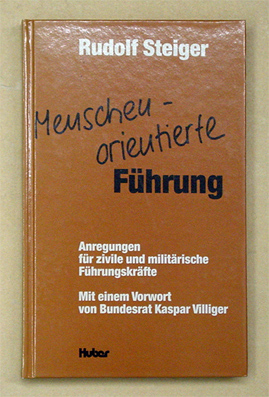 Rudolf Steiger
Menschen-
orientierte
Führung
Anregungen
für zivile und militärische
Führungskräfte
Mit einem Vorwort
von Bundesrat Kaspar Villiger
Huber